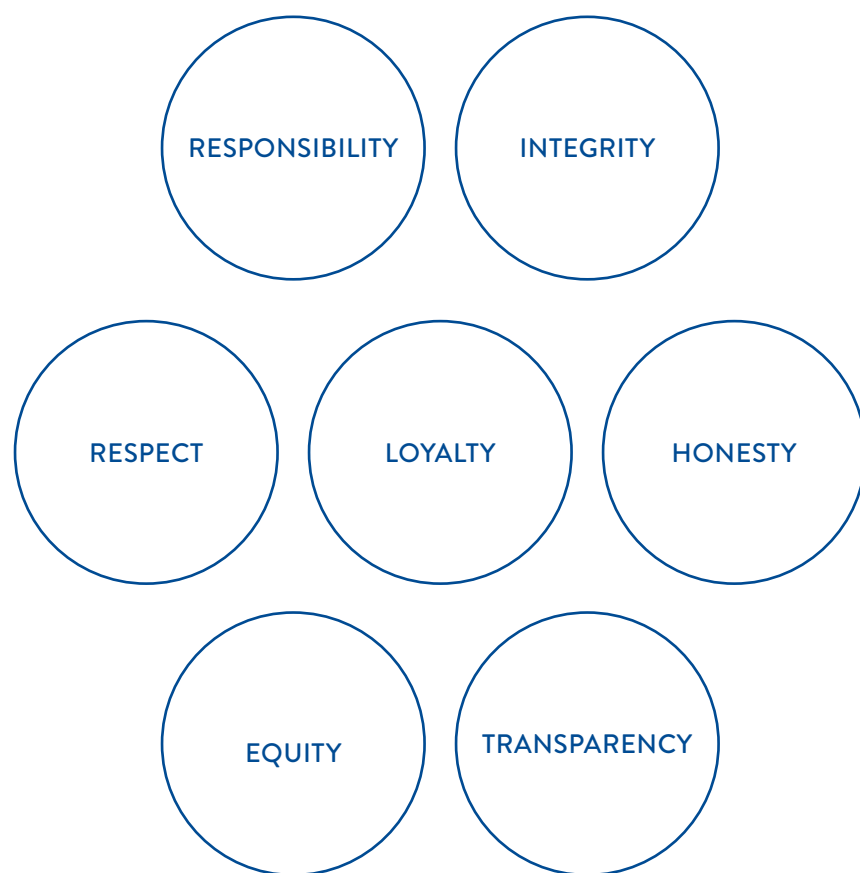 RESPONSIBILITY
INTEGRITY
RESPECT
LOYALTY
HONESTY
EQUITY
TRANSPARENCY